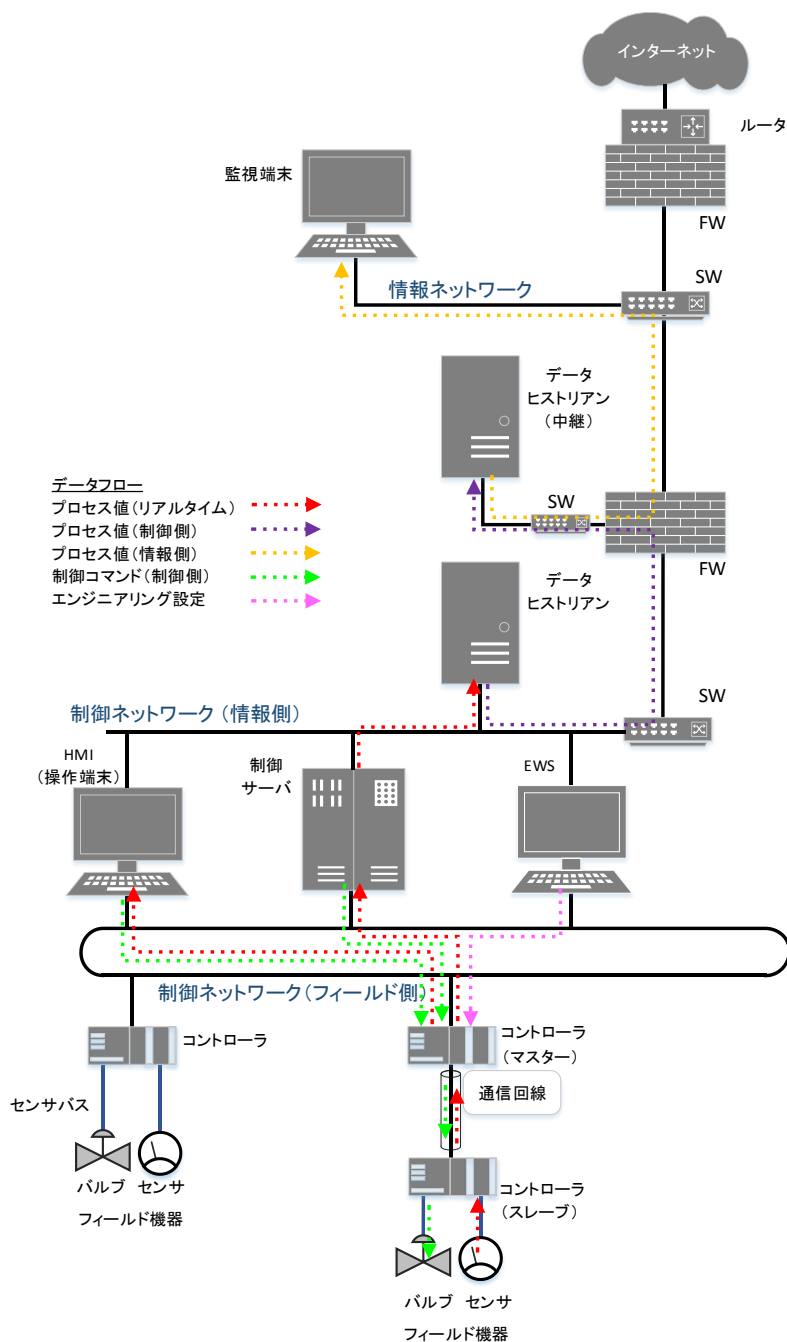 インターネット
ルータ
監視端末
FW
SW
情報ネットワーク
データ
ヒストリアン
（中継）
データフロー
プロセス値（リアルタイム）
プロセス値（制御側）
プロセス値（情報側）
制御コマンド（制御側）
エンジニアリング設定
SW
FW
データ
ヒストリアン
SW
制御ネットワーク（情報側）
HMI
（操作端末）
制御
サーバ
EWS
制御ネットワーク（フィールド側）
コントローラ
コントローラ
（マスター）
通信回線
センサバス
バルブ
センサ
フィールド機器
コントローラ
（スレーブ）
バルブ
センサ
フィールド機器